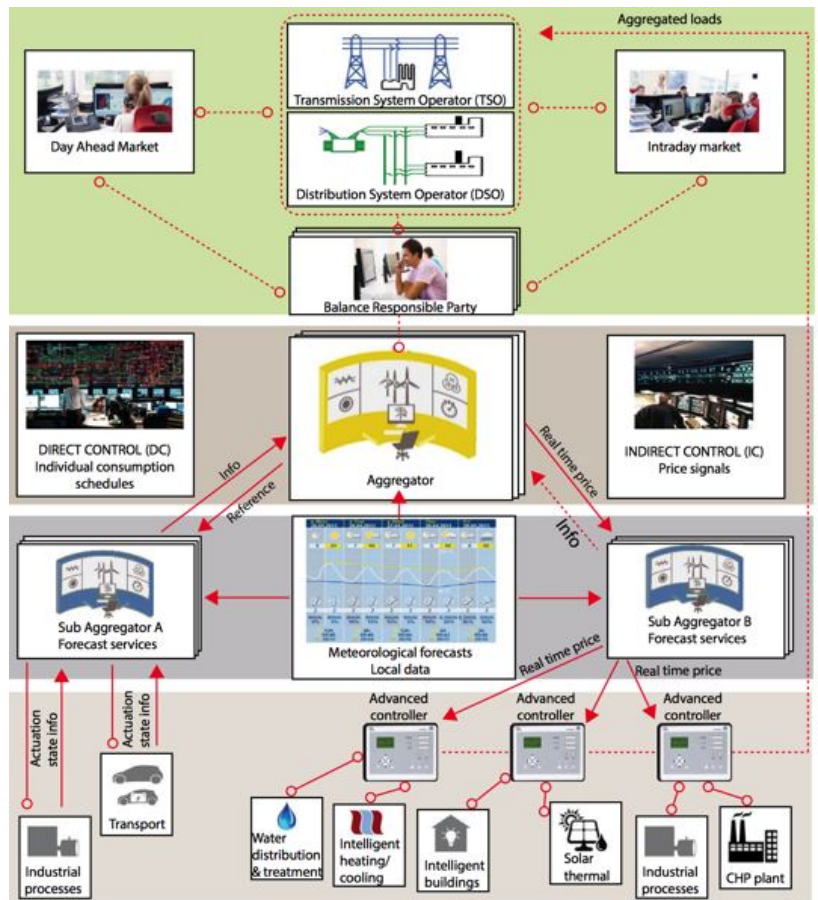 Aggregated loads
Transmission System Operator (TSO)
Day Ahead Market
Intraday market
Distribution System Operator (DSO)
Balance Responsible Party
DIRECT CONTROL (DC)
Individual consumption
schedules
Info
Reference
Aggregator
Real time price
Info
INDIRECT CONTROL (IC)
Price signals
Sub Aggregator A
Forecast services
Meteorological forecasts
Local data
Sub Aggregator B
Forecast services
Real time price
Real time price
Actuation
state info
Actuation
state info
Advanced
controller
Advanced
controller
Advanced
controller
Transport
Industrial
processes
Water
distribution
& treatment
Intelligent
heating/
cooling
Intelligent
buildings
Solar
thermal
Industrial
processes
CHP plant